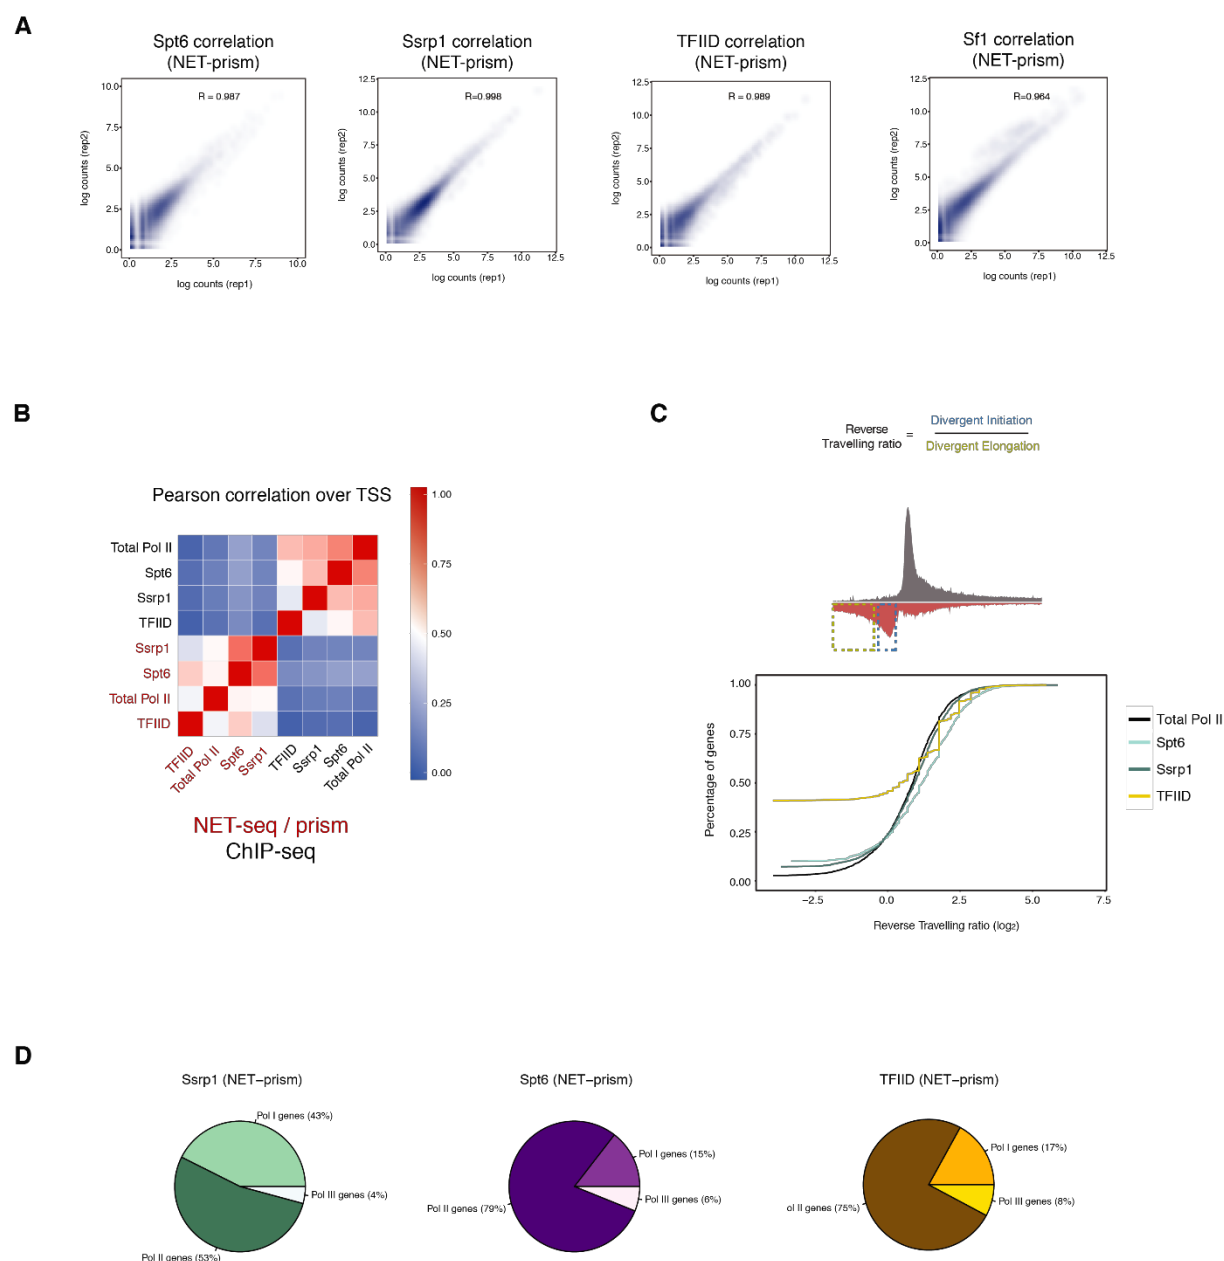 A
Spt6 correlation
(NET-prism)
R = 0.987
10.0
7.5
5.0
2.5
0.0
log counts (rep2)
0.0 2.5 5.0 7.5 10.0
log counts (rep1)
Ssrp1 correlation
(NET-prism)
R=0.998
12.5
10.0
7.5
5.0
2.5
0.0
log counts (rep2)
0.0 2.5 5.0 7.5 10.0 12.5
log counts (rep1)
TFIID correlation
(NET-prism)
R = 0.989
12.5
10.0
7.5
5.0
2.5
0.0
log counts (rep2)
0.0 2.5 5.0 7.5 10.0 12.5
log counts (rep1)
Sf1 correlation
(NET-prism)
R=0.964
12.5
10.0
7.5
5.0
2.5
0.0
log counts (rep2)
0.0 2.5 5.0 7.5 10.0 12.5
log counts (rep1)
B
Pearson correlation over TSS
Total Pol II
Spt6
Ssrp1
TFIID
Ssrp1
Spt6
Total Pol II
TFIID
TFIID
Total Pol II
Spt6
Ssrp1
TFIID
Ssrp1
Spt6
Total Pol II
1.00
0.75
0.50
0.25
0.00
NET-seq / prism
ChIP-seq
C
Reverse
Travelling ratio
=
Divergent Initiation
Divergent Elongation
Percentage of genes
1.00
0.75
0.50
0.25
0.00
−2.5 0.0 2.5 5.0 7.5
Reverse Travelling ratio (log2)
Total Pol II
Spt6
Ssrp1
TFIID
D
Ssrp1 (NET−prism)
Pol I genes (43%)
Pol III genes (4%)
Pol II genes (53%)
Spt6 (NET−prism)
Pol I genes (15%)
Pol III genes (6%)
Pol II genes (79%)
TFIID (NET−prism)
Pol I genes (17%)
Pol III genes (8%)
ol II genes (75%)